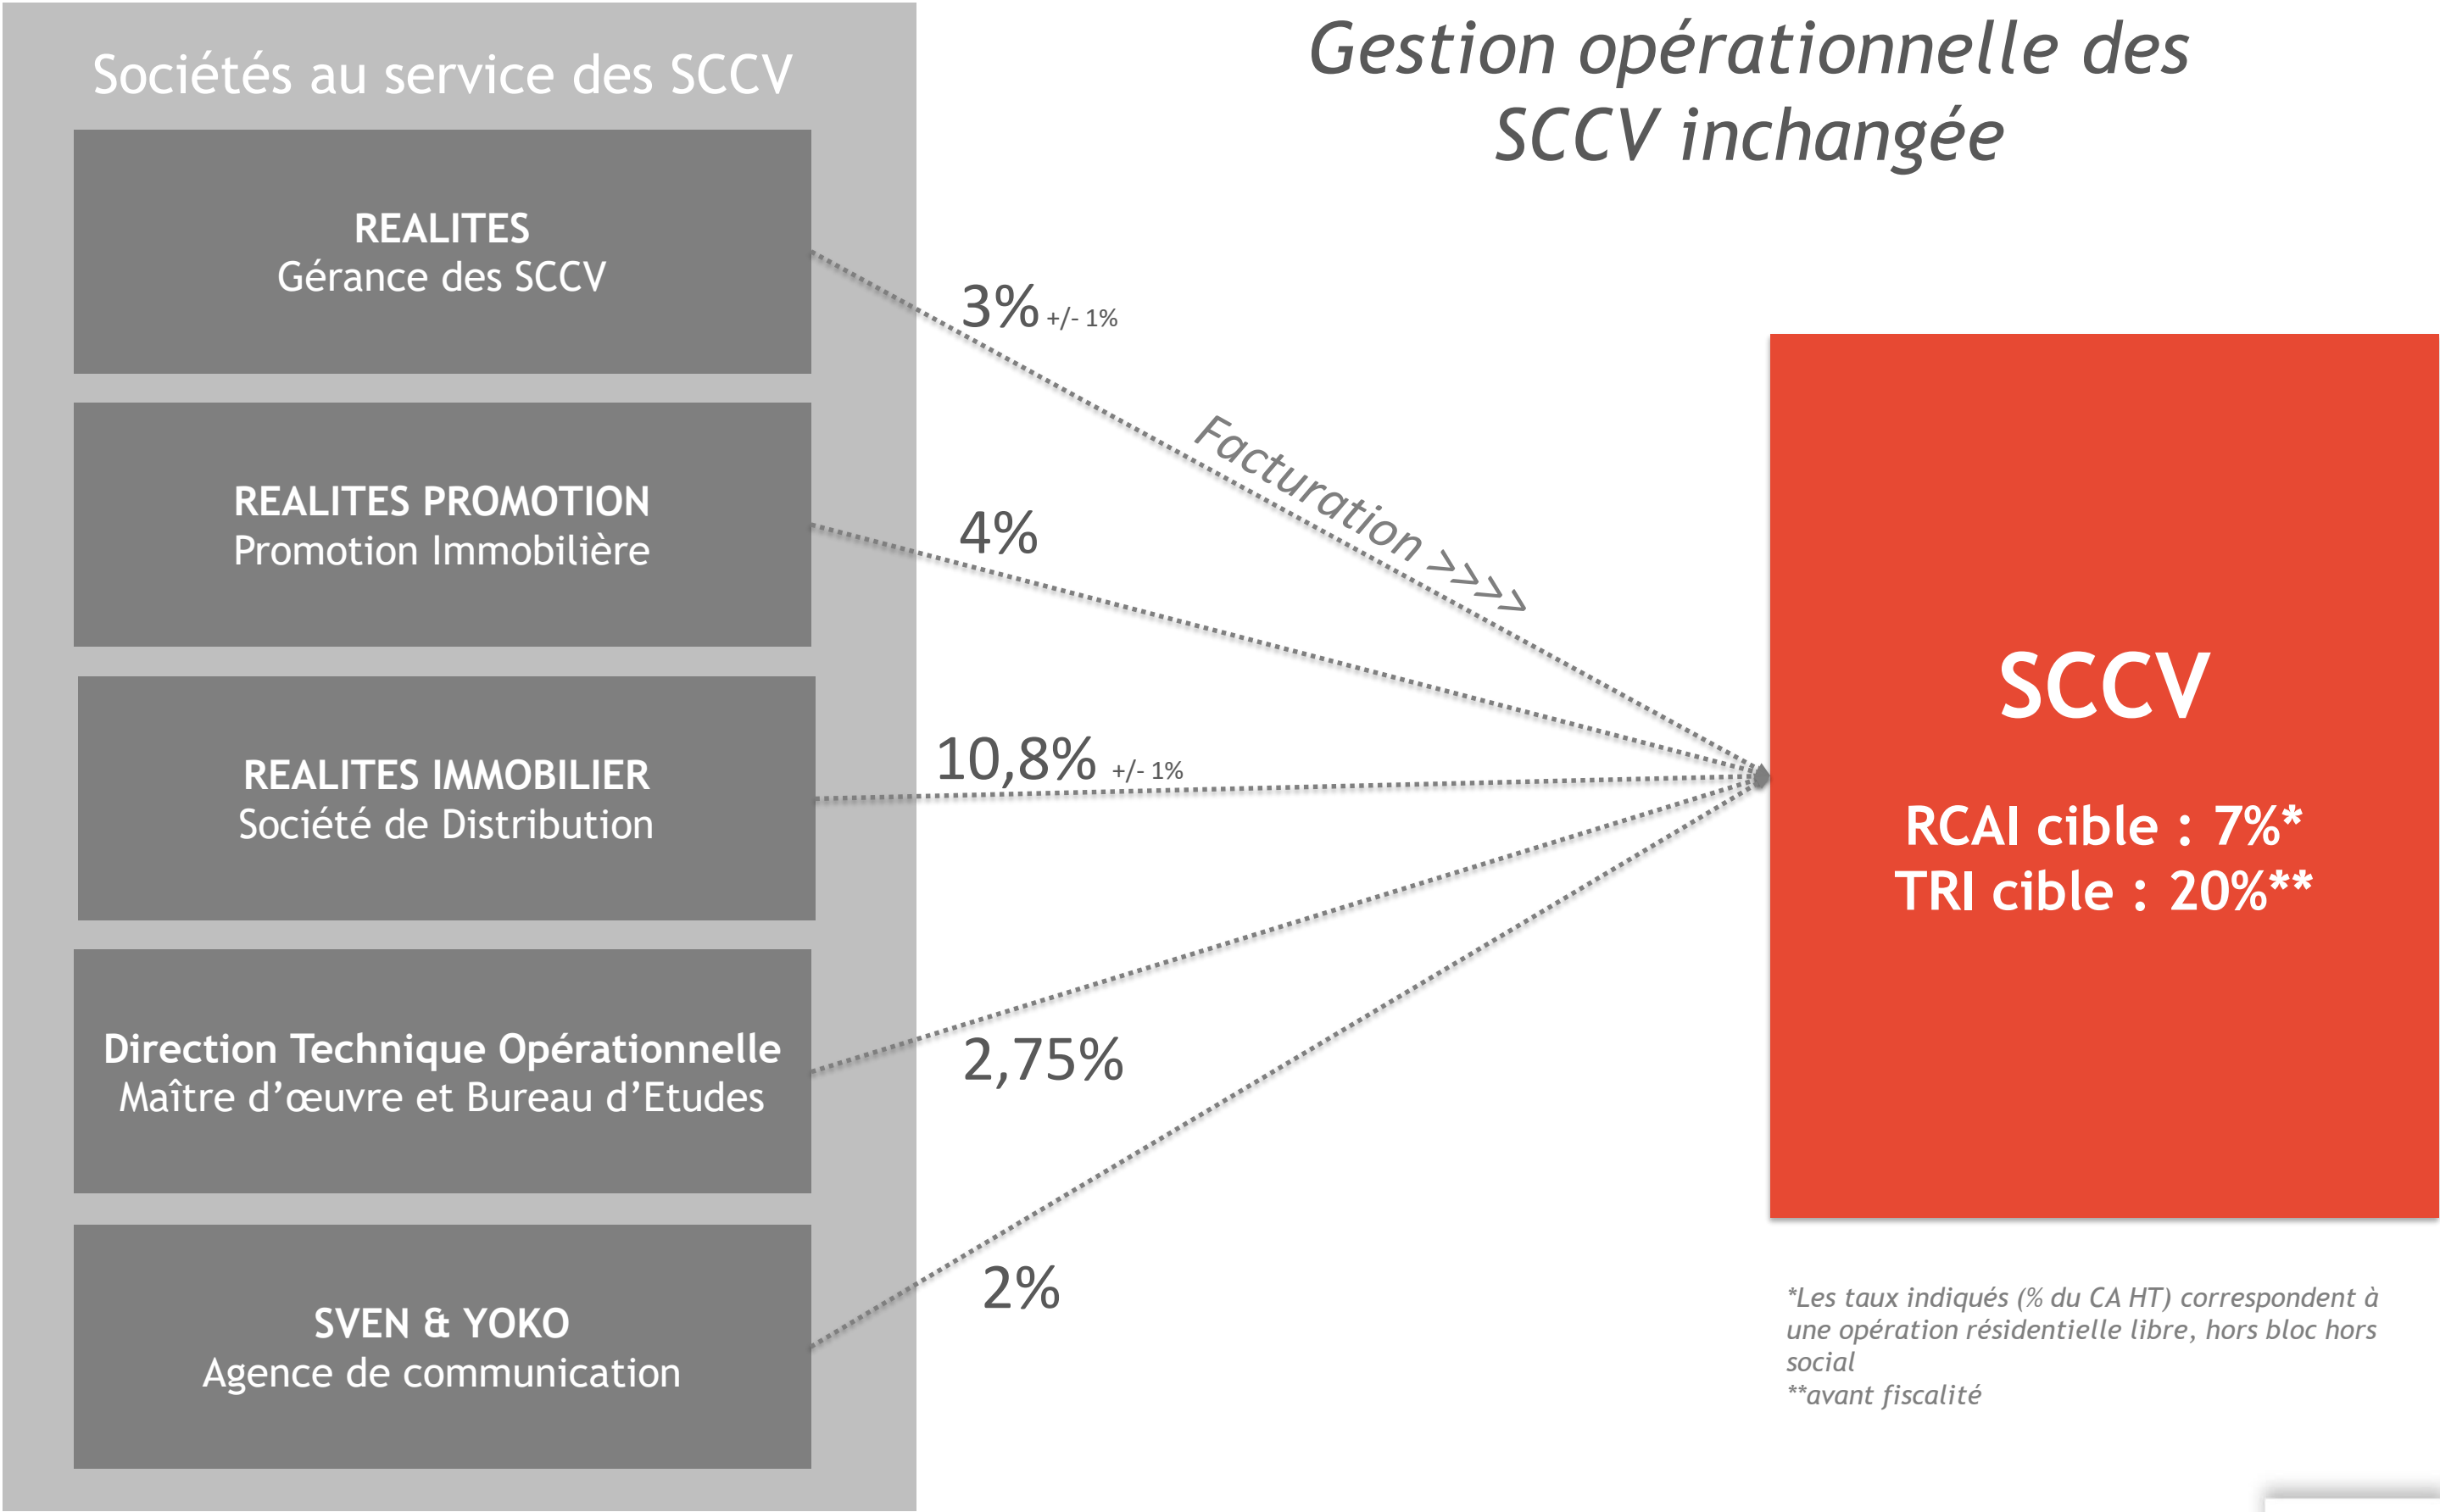 Gestion opérationnelle des
SCCV inchangée
Sociétés au service des SCCV
REALITES
Gérance des SCCV
3% +/- 1%
REALITES PROMOTION
Promotion Immobilière
4%
Facturation >>>>
REALITES IMMOBILIER
Société de Distribution
10,8% +/- 1%
Direction Technique Opérationnelle
Maître d’œuvre et Bureau d’Etudes
2,75%
SVEN & YOKO
Agence de communication
2%
SCCV
RCAI cible : 7%*
TRI cible : 20%**
*Les taux indiqués (% du CA HT) correspondent à
une opération résidentielle libre, hors bloc hors
social
**avant fiscalité